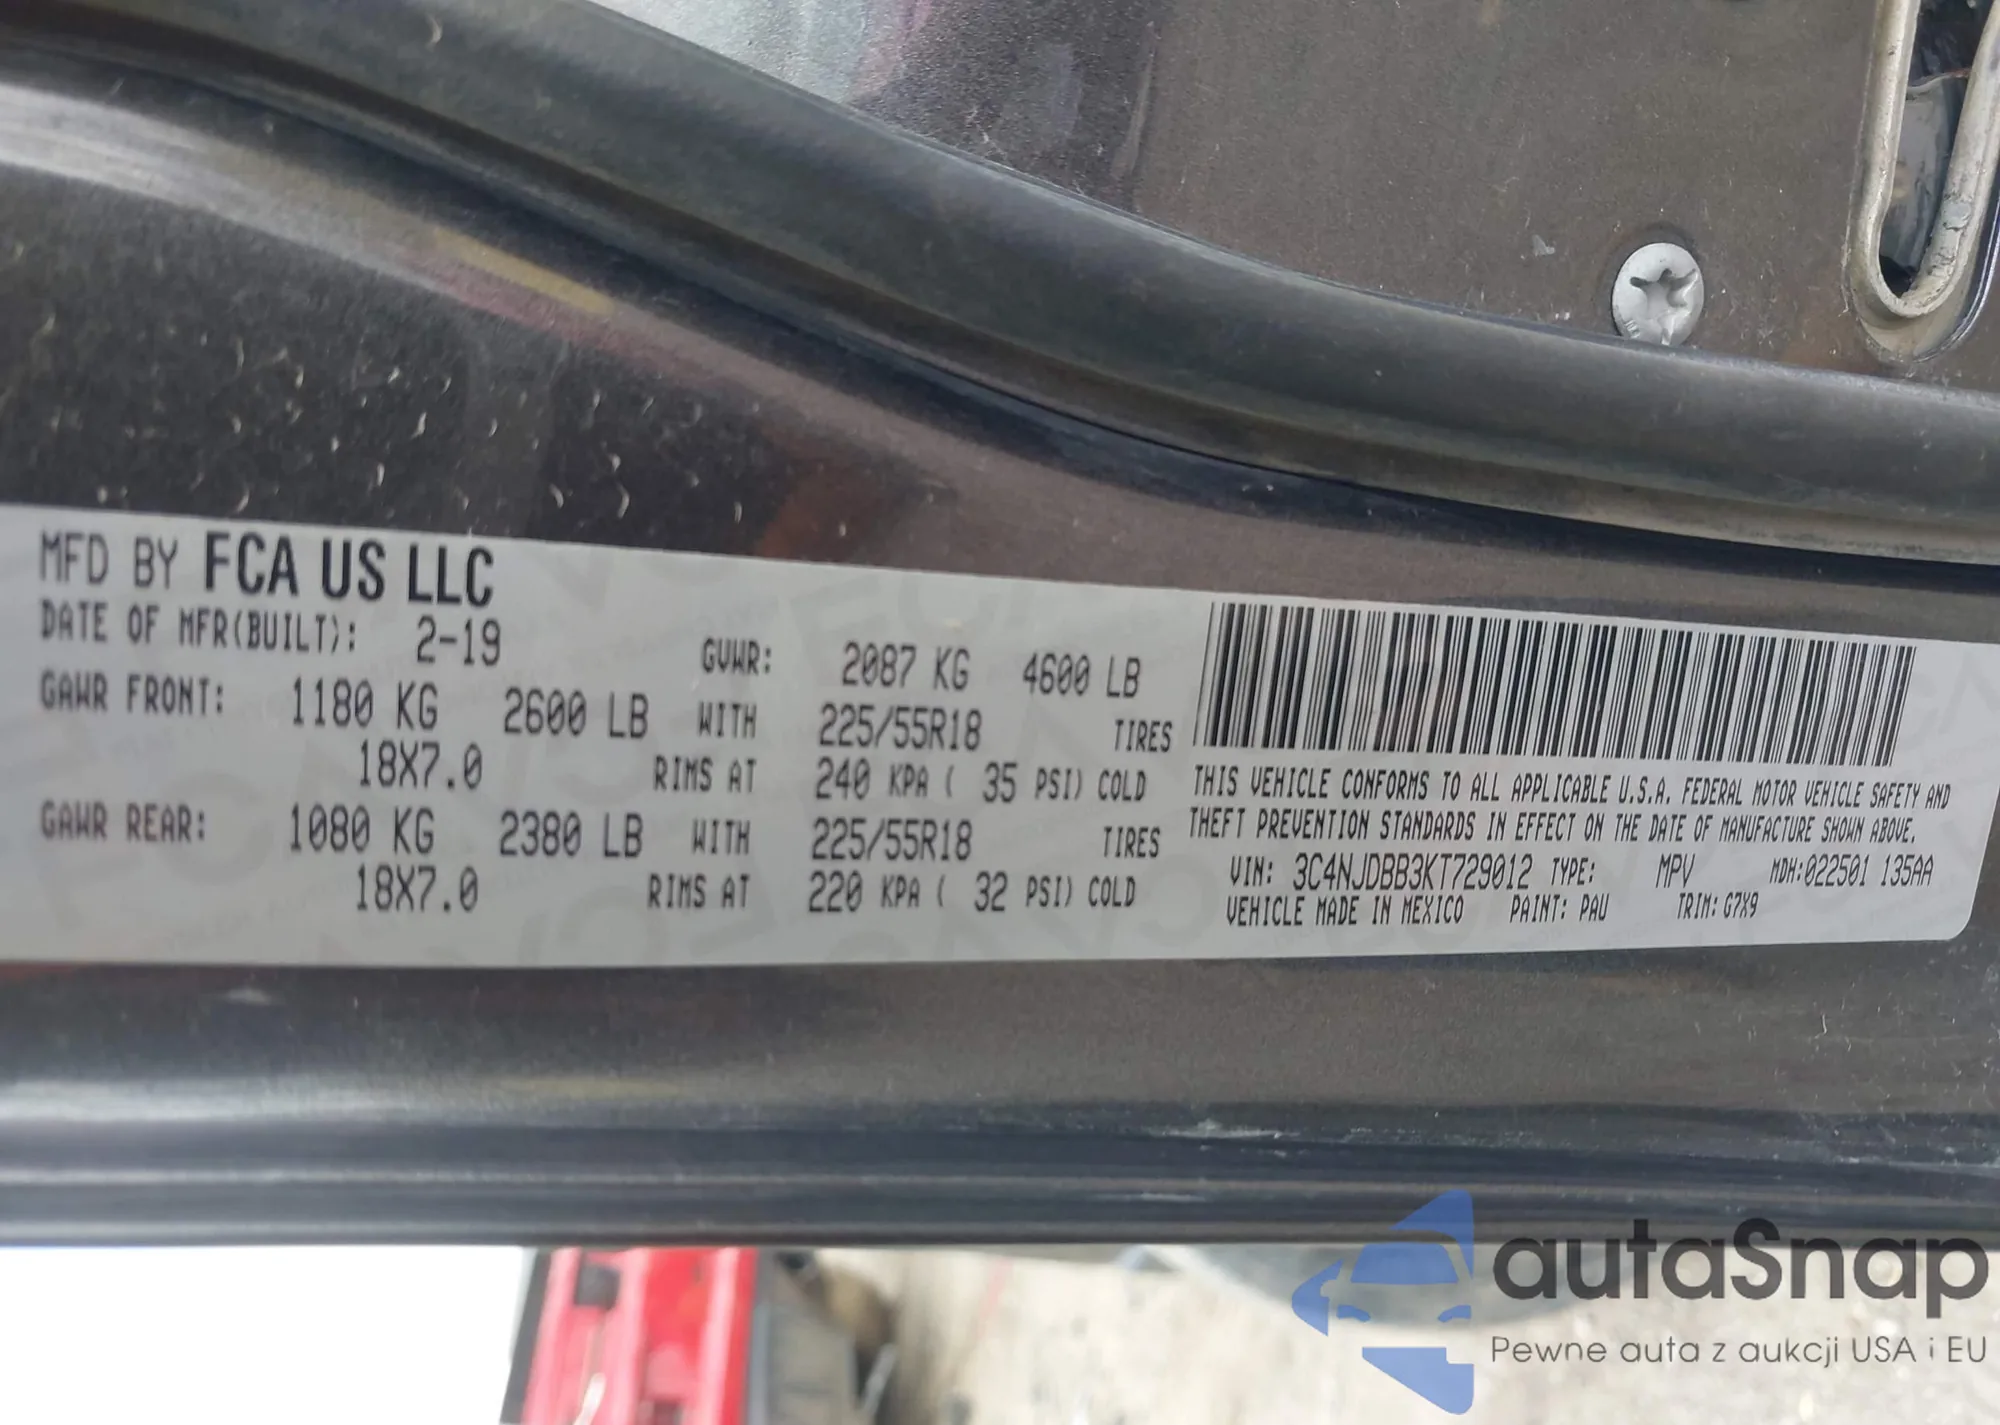 MFD BY FCA US LLC
DATE OF MFR(BUILT): 2-19 GVWR: 2087 KG 4600 LB
GAWR FRONT: 1180 KG 2600 LB WITH 225/55R18 TIRES
18X7.0 RIMS AT 240 KPA ( 35 PSI) COLD
GAWR REAR: 1080 KG 2380 LB WITH 225/55R18 TIRES
18X7.0 RIMS AT 220 KPA ( 32 PSI) COLD
THIS VEHICLE CONFORMS TO ALL APPLICABLE U.S.A. FEDERAL MOTOR VEHICLE SAFETY AND
THEFT PREVENTION STANDARDS IN EFFECT ON THE DATE OF MANUFACTURE SHOWN ABOVE.
VIN: 3C4NJDBB3KT729012 TYPE: MPV MDH:022501 135AA
VEHICLE MADE IN MEXICO PAINT: PAU TRIM: G7X9
autaSnap
Pewne auta z aukcji USA i EU